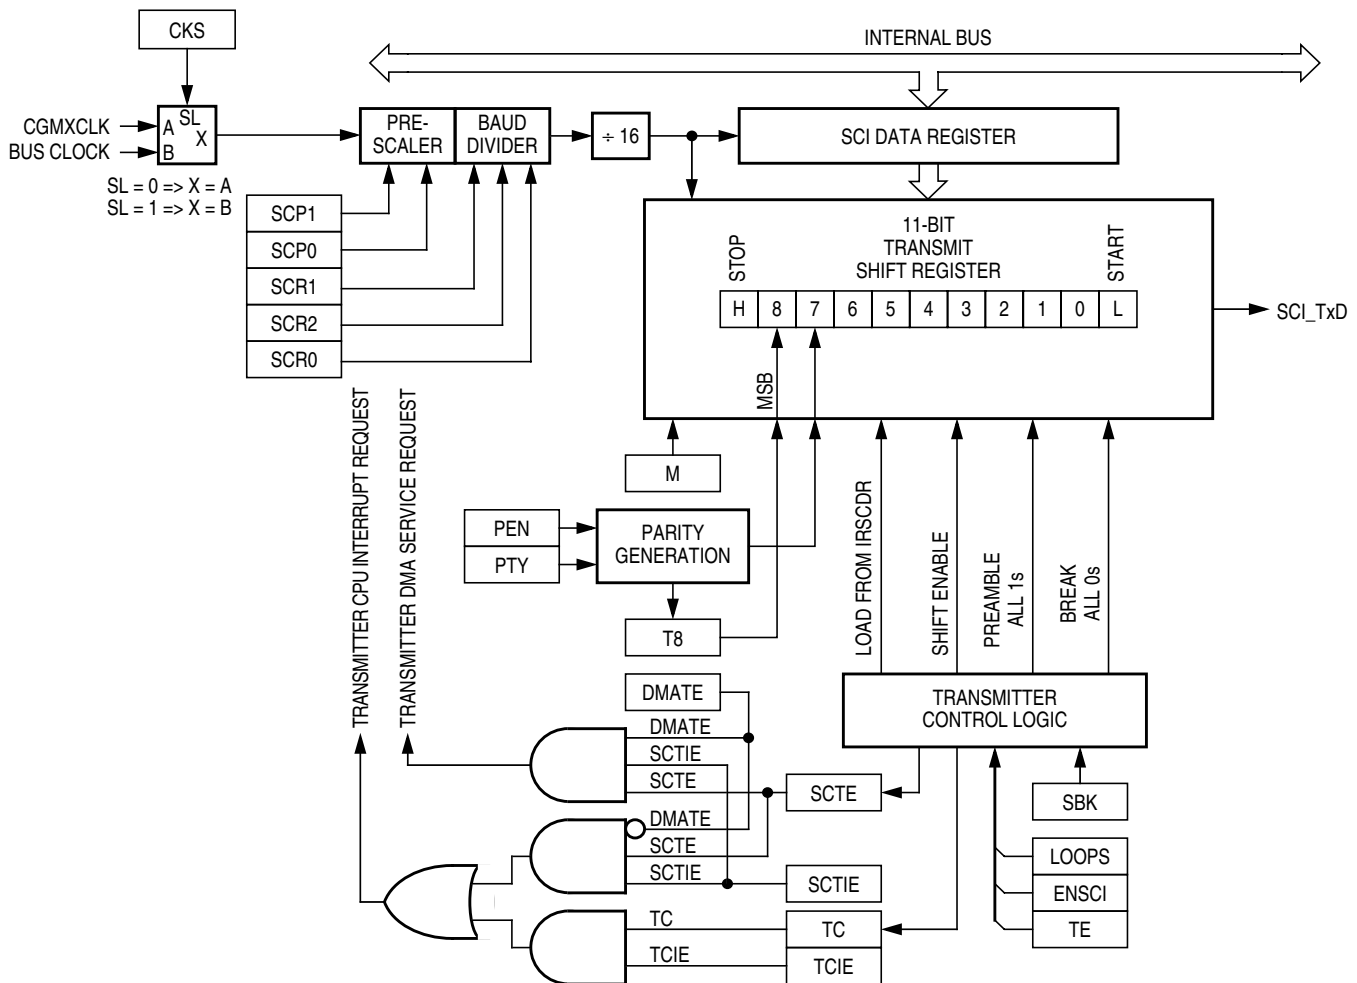 CKS
INTERNAL BUS
CGMXCLK
BUS CLOCK
A
SL
X
B
SL = 0 => X = A
SL = 1 => X = B
PRE-
SCALER
BAUD
DIVIDER
÷ 16
SCI DATA REGISTER
SCP1
SCP0
SCR1
SCR2
SCR0
11-BIT
TRANSMIT
SHIFT REGISTER
STOP
START
H 8 7 6 5 4 3 2 1 0 L
SCI_TxD
MSB
M
PEN
PTY
PARITY
GENERATION
T8
LOAD FROM IRSCDR
SHIFT ENABLE
PREAMBLE
ALL 1s
BREAK
ALL 0s
TRANSMITTER CPU INTERRUPT REQUEST
TRANSMITTER DMA SERVICE REQUEST
TRANSMITTER
CONTROL LOGIC
DMATE
DMATE
SCTIE
SCTE
SCTE
SBK
DMATE
SCTE
SCTIE
SCTIE
LOOPS
ENSCI
TE
TC
TC
TCIE
TCIE